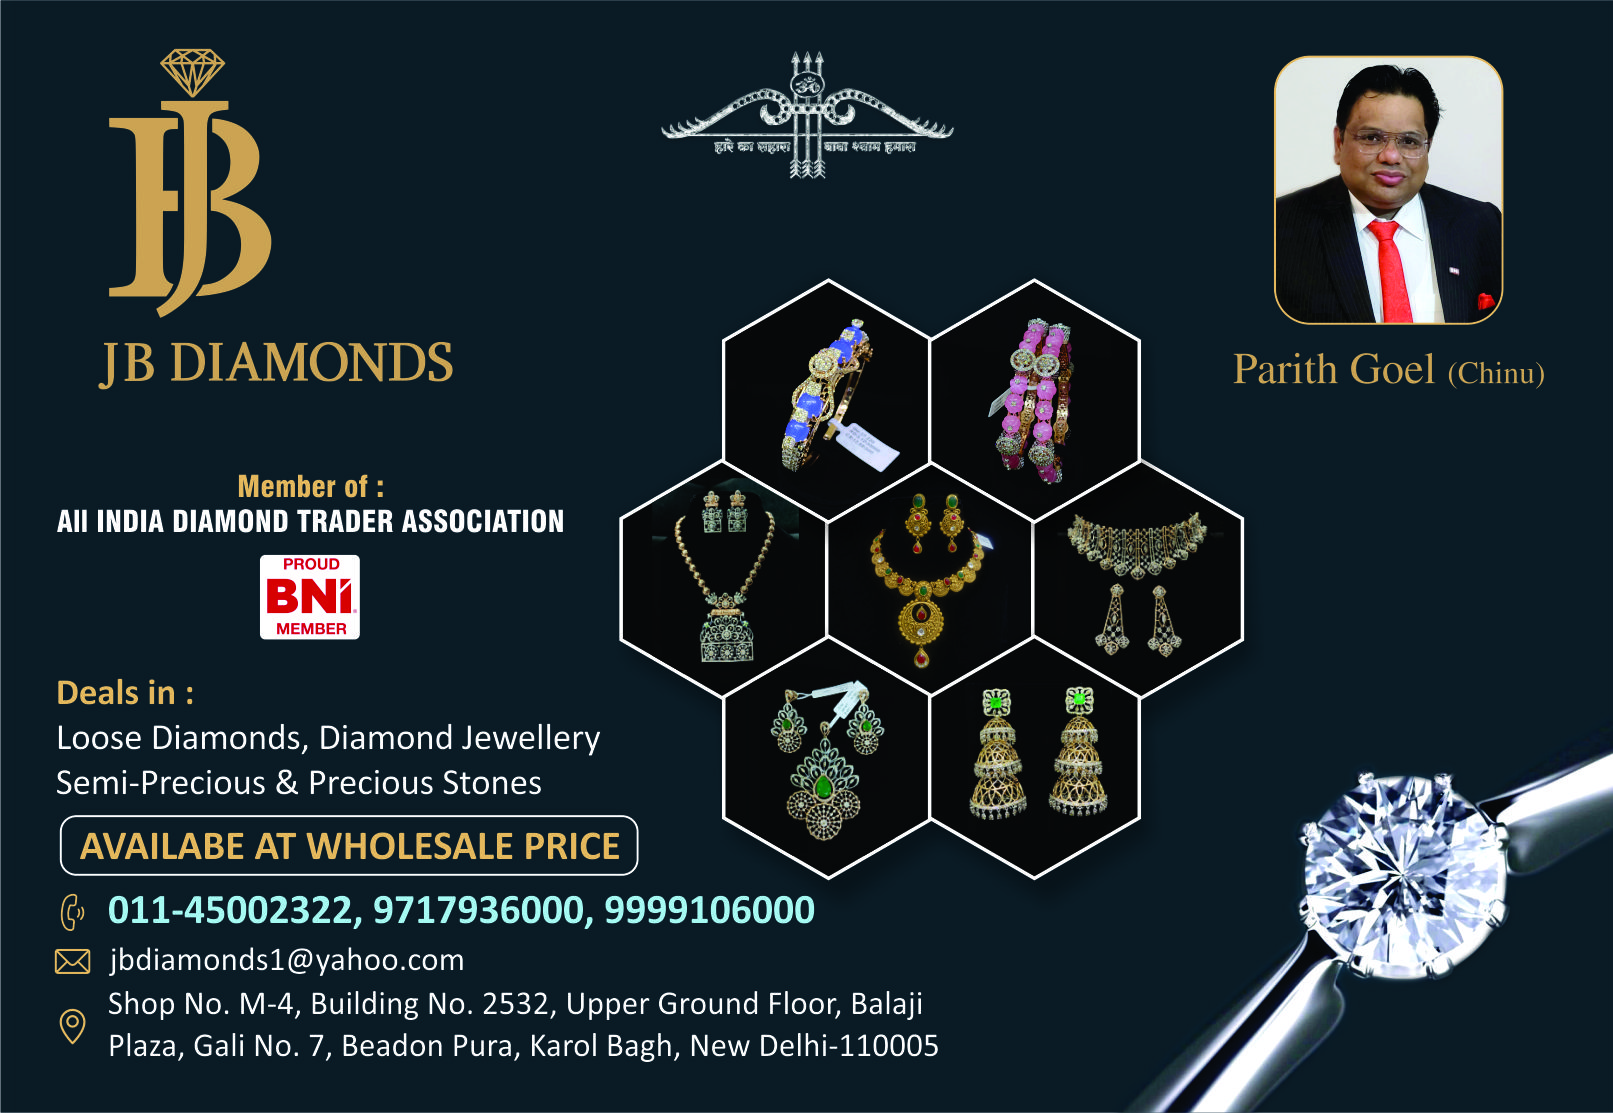 JB
JB DIAMONDS
हारे का सहारा बाबा श्याम हमारा
ॐ
Parith Goel (Chinu)
Member of :
All INDIA DIAMOND TRADER ASSOCIATION
PROUD
BNI
MEMBER
Deals in :
Loose Diamonds, Diamond Jewellery
Semi-Precious & Precious Stones
AVAILABE AT WHOLESALE PRICE
011-45002322, 9717936000, 9999106000
jbdiamonds1@yahoo.com
Shop No. M-4, Building No. 2532, Upper Ground Floor, Balaji
Plaza, Gali No. 7, Beadon Pura, Karol Bagh, New Delhi-110005